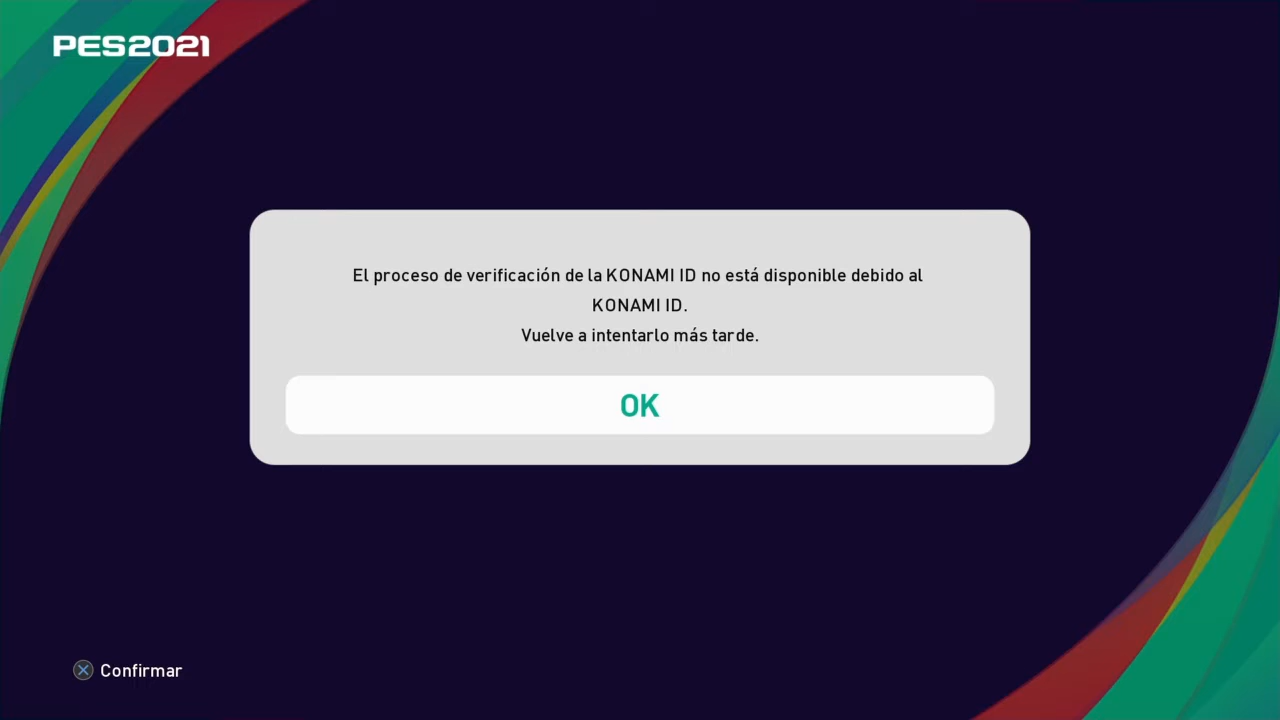 PES2021
El proceso de verificación de la KONAMI ID no está disponible debido al
KONAMI ID.
Vuelve a intentarlo más tarde.
OK
Confirmar